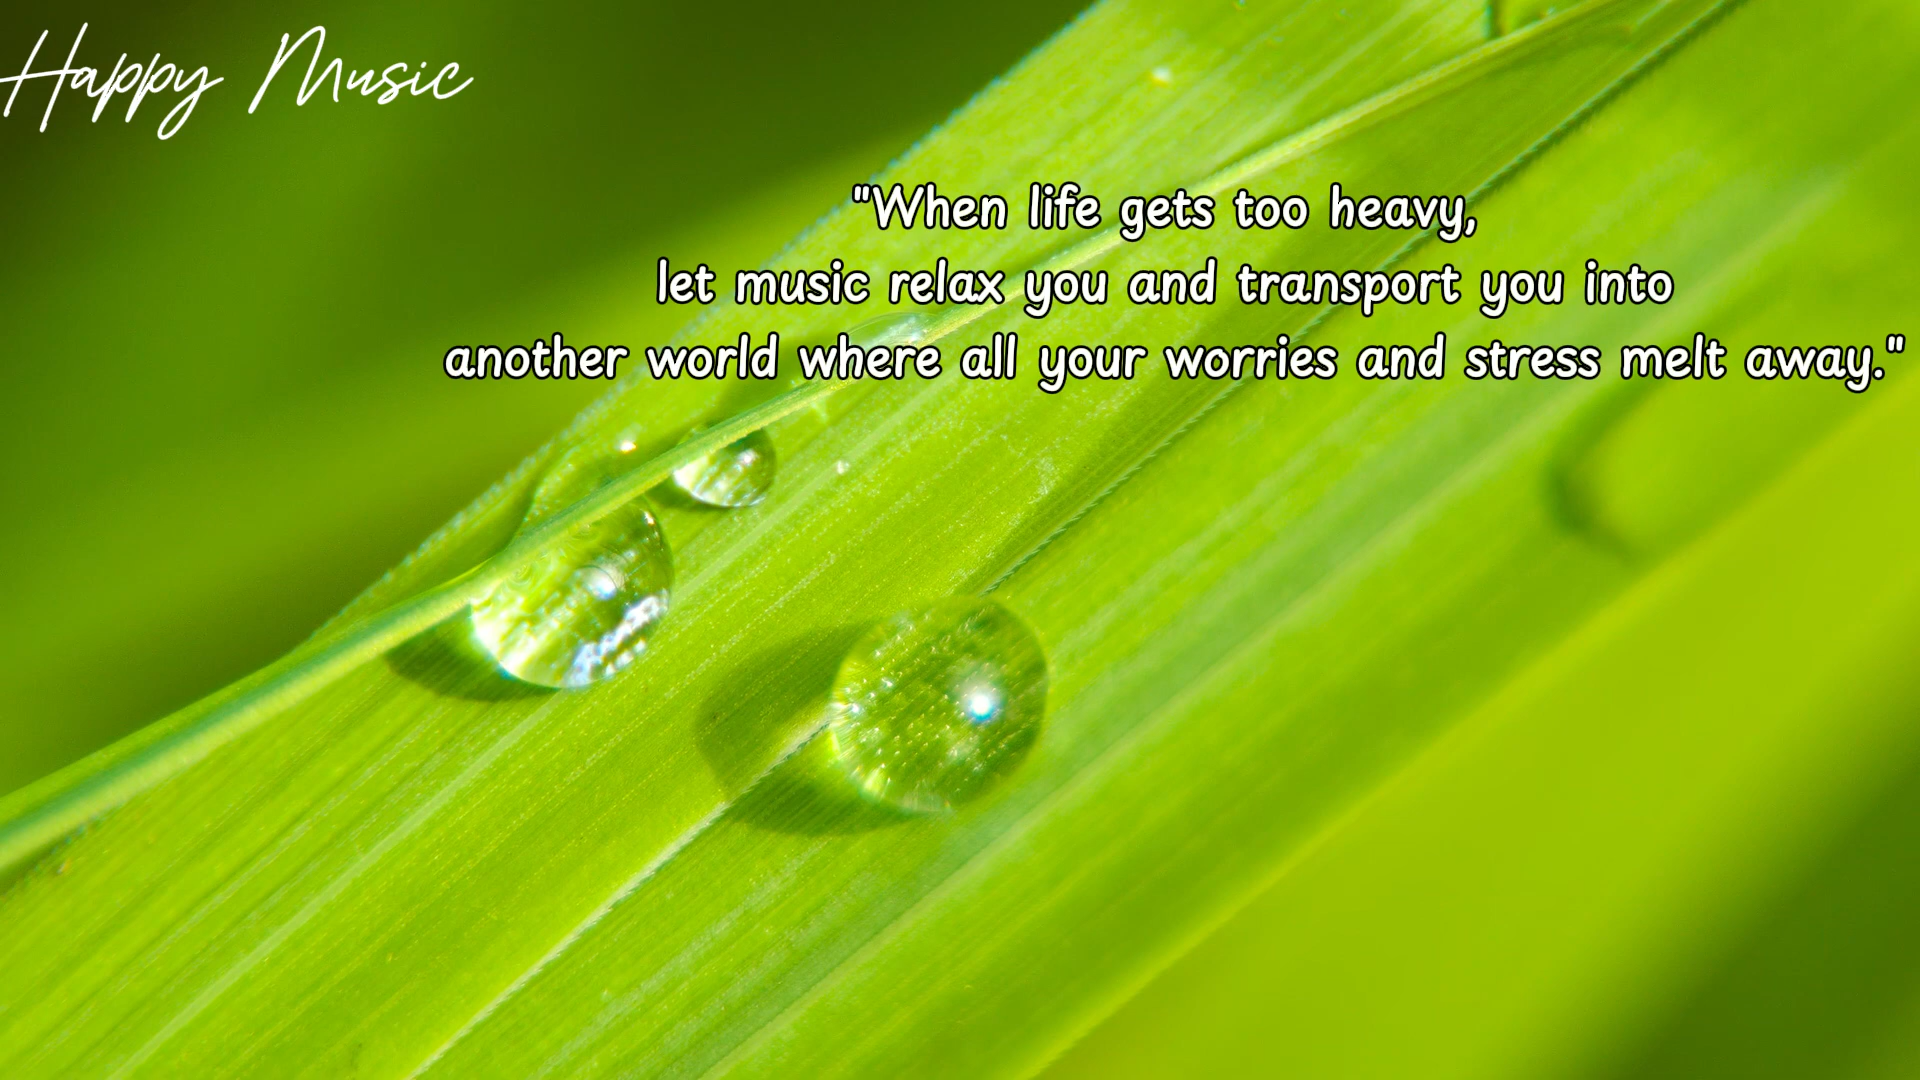 Happy Music
"When life gets too heavy,
let music relax you and transport you into
another world where all your worries and stress melt away."